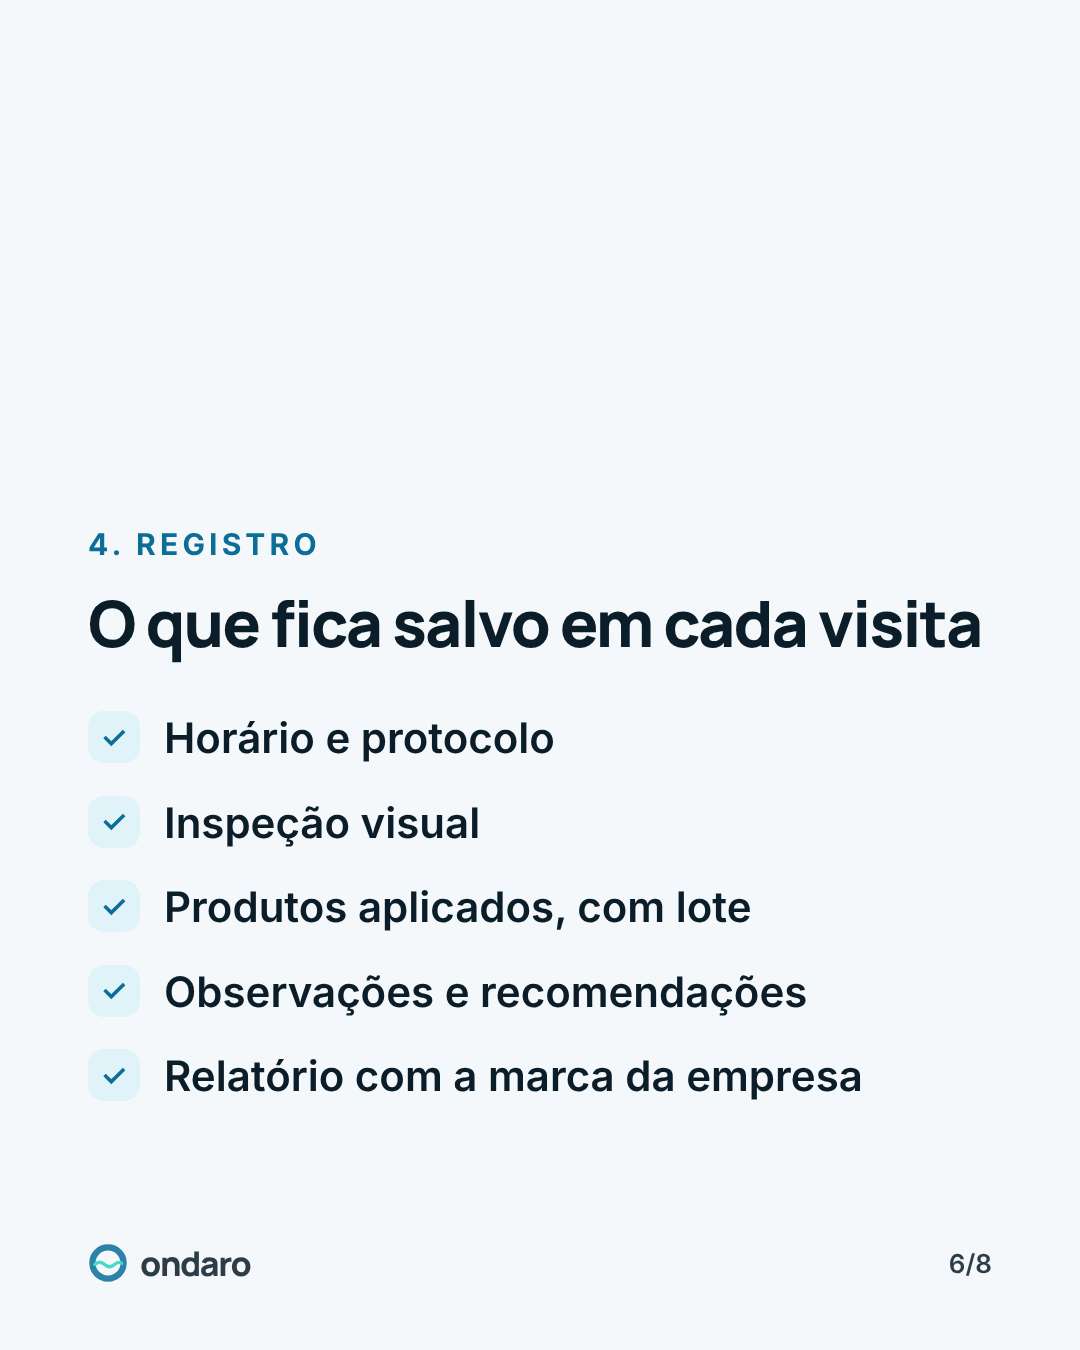 4. REGISTRO
O que fica salvo em cada visita
Horário e protocolo
Inspeção visual
Produtos aplicados, com lote
Observações e recomendações
Relatório com a marca da empresa
ondaro
6/8